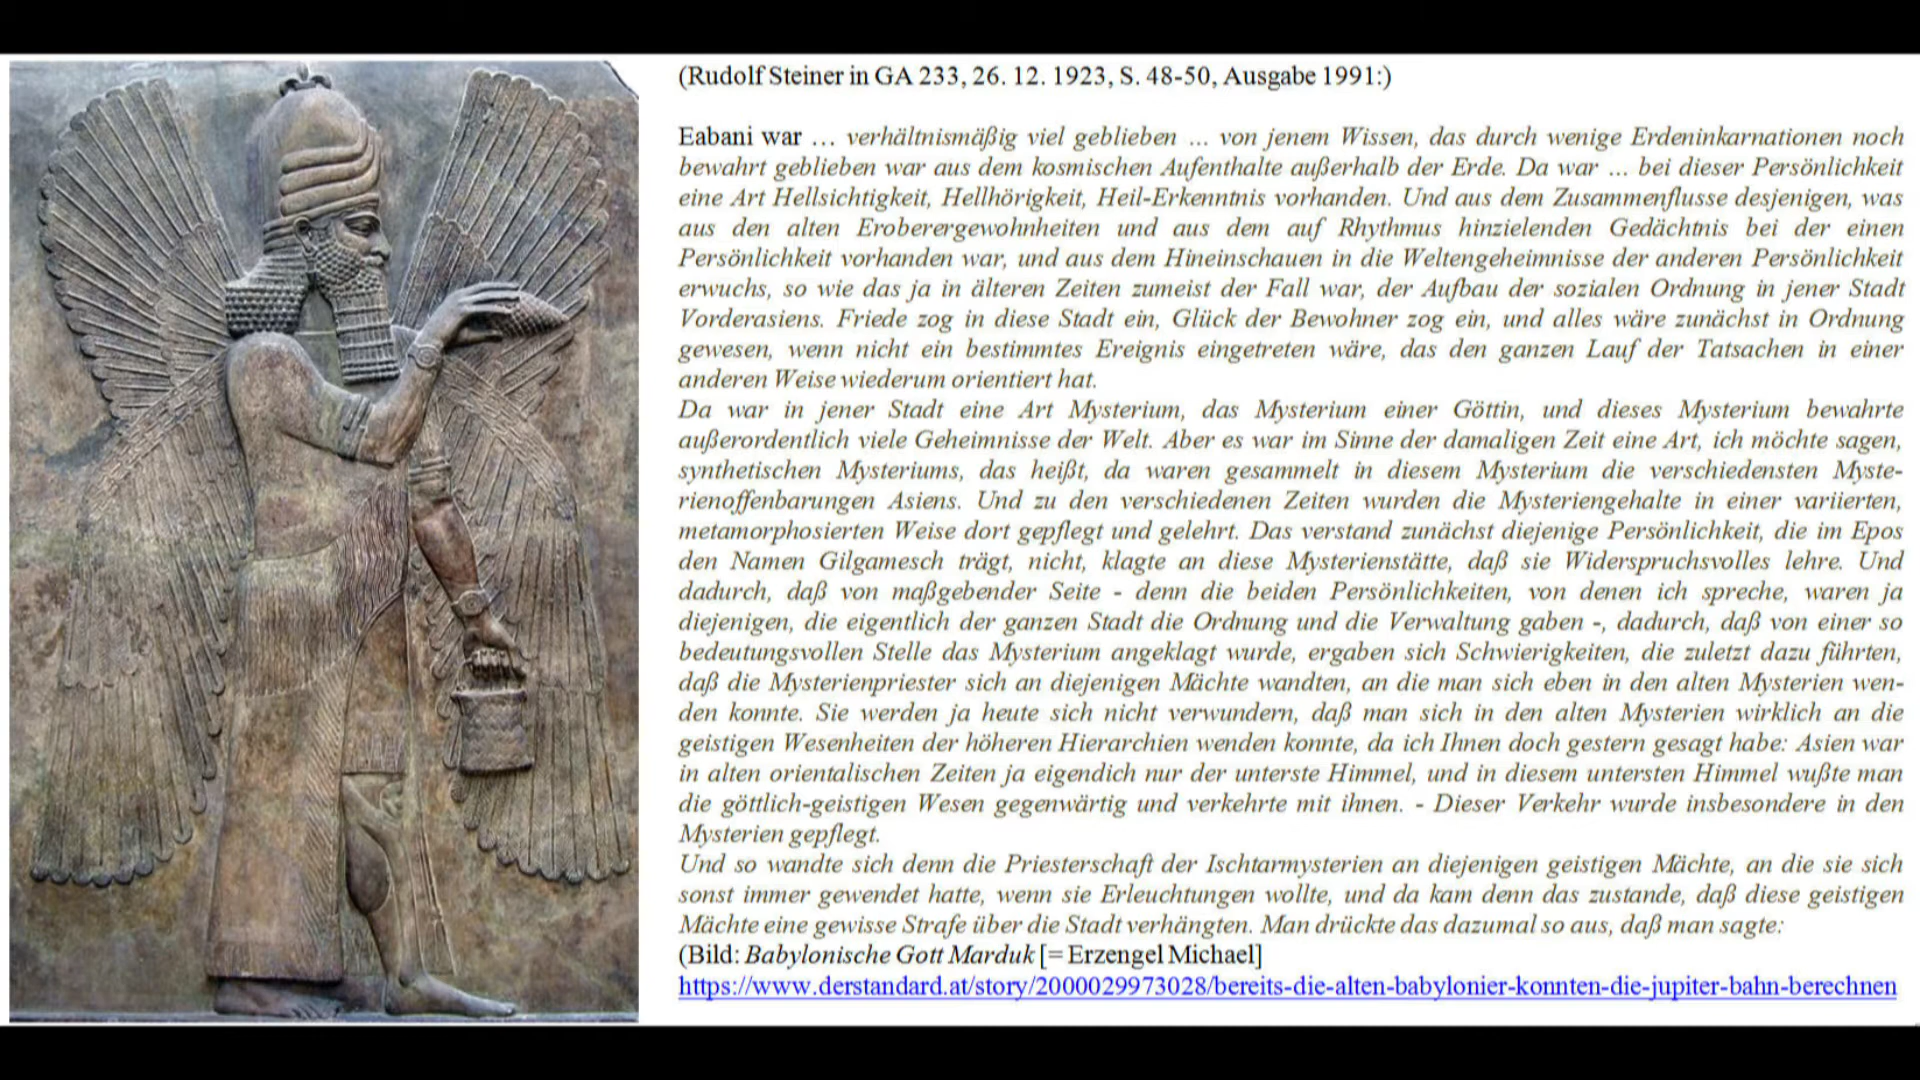 (Rudolf Steiner in GA 233, 26. 12. 1923, S. 48-50, Ausgabe 1991:)
Eabani war … verhältnismäßig viel geblieben ... von jenem Wissen, das durch wenige Erdeninkarnationen noch
bewahrt geblieben war aus dem kosmischen Aufenthalte außerhalb der Erde. Da war ... bei dieser Persönlichkeit
eine Art Hellsichtigkeit, Hellhörigkeit, Heil-Erkenntnis vorhanden. Und aus dem Zusammenflusse desjenigen, was
aus den alten Eroberergewohnheiten und aus dem auf Rhythmus hinzielenden Gedächtnis bei der einen
Persönlichkeit vorhanden war, und aus dem Hineinschauen in die Weltengeheimnisse der anderen Persönlichkeit
erwuchs, so wie das ja in älteren Zeiten zumeist der Fall war, der Aufbau der sozialen Ordnung in jener Stadt
Vorderasiens. Friede zog in diese Stadt ein, Glück der Bewohner zog ein, und alles wäre zunächst in Ordnung
gewesen, wenn nicht ein bestimmtes Ereignis eingetreten wäre, das den ganzen Lauf der Tatsachen in einer
anderen Weise wiederum orientiert hat.
Da war in jener Stadt eine Art Mysterium, das Mysterium einer Göttin, und dieses Mysterium bewahrte
außerordentlich viele Geheimnisse der Welt. Aber es war im Sinne der damaligen Zeit eine Art, ich möchte sagen,
synthetischen Mysteriums, das heißt, da waren gesammelt in diesem Mysterium die verschiedensten Myste-
rienoffenbarungen Asiens. Und zu den verschiedenen Zeiten wurden die Mysteriengehalte in einer variierten,
metamorphosierten Weise dort gepflegt und gelehrt. Das verstand zunächst diejenige Persönlichkeit, die im Epos
den Namen Gilgamesch trägt, nicht, klagte an diese Mysterienstätte, daß sie Widerspruchsvolles lehre. Und
dadurch, daß von maßgebender Seite - denn die beiden Persönlichkeiten, von denen ich spreche, waren ja
diejenigen, die eigentlich der ganzen Stadt die Ordnung und die Verwaltung gaben -, dadurch, daß von einer so
bedeutungsvollen Stelle das Mysterium angeklagt wurde, ergaben sich Schwierigkeiten, die zuletzt dazu führten,
daß die Mysterienpriester sich an diejenigen Mächte wandten, an die man sich eben in den alten Mysterien wen-
den konnte. Sie werden ja heute sich nicht verwundern, daß man sich in den alten Mysterien wirklich an die
geistigen Wesenheiten der höheren Hierarchien wenden konnte, da ich Ihnen doch gestern gesagt habe: Asien war
in alten orientalischen Zeiten ja eigendich nur der unterste Himmel, und in diesem untersten Himmel wußte man
die göttlich-geistigen Wesen gegenwärtig und verkehrte mit ihnen. - Dieser Verkehr wurde insbesondere in den
Mysterien gepflegt.
Und so wandte sich denn die Priesterschaft der Ischtarmysterien an diejenigen geistigen Mächte, an die sie sich
sonst immer gewendet hatte, wenn sie Erleuchtungen wollte, und da kam denn das zustande, daß diese geistigen
Mächte eine gewisse Strafe über die Stadt verhängten. Man drückte das dazumal so aus, daß man sagte:
(Bild: Babylonische Gott Marduk [= Erzengel Michael]
https://www.derstandard.at/story/2000029973028/bereits-die-alten-babylonier-konnten-die-jupiter-bahn-berechnen